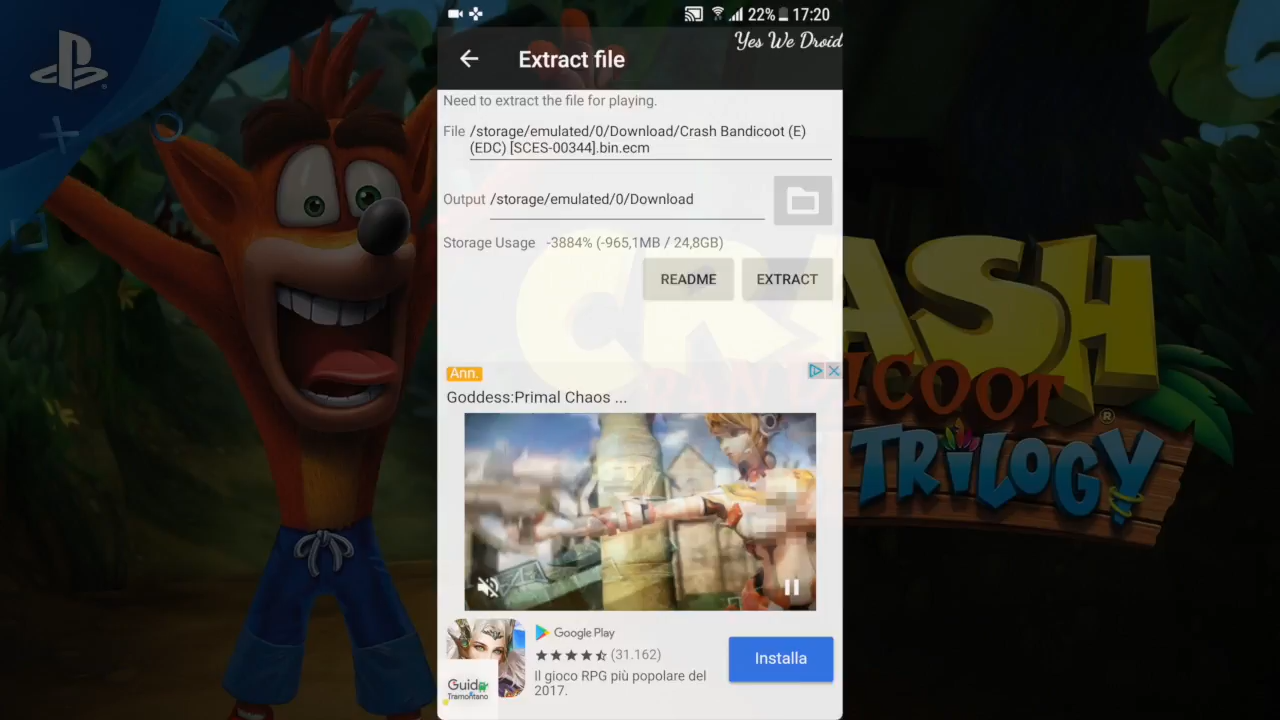 22% 17:20
Yes We Droid
Extract file
Need to extract the file for playing.
File /storage/emulated/0/Download/Crash Bandicoot (E)
(EDC) [SCES-00344].bin.ecm
Output /storage/emulated/0/Download
Storage Usage -3884% (-965,1MB / 24,8GB)
README EXTRACT
CRASH
BANDICOOT
®
TRILOGY
Ann.
Goddess:Primal Chaos ...
Google Play
(31.162)
Installa
Il gioco RPG più popolare del
2017.
Guida
Tramontano